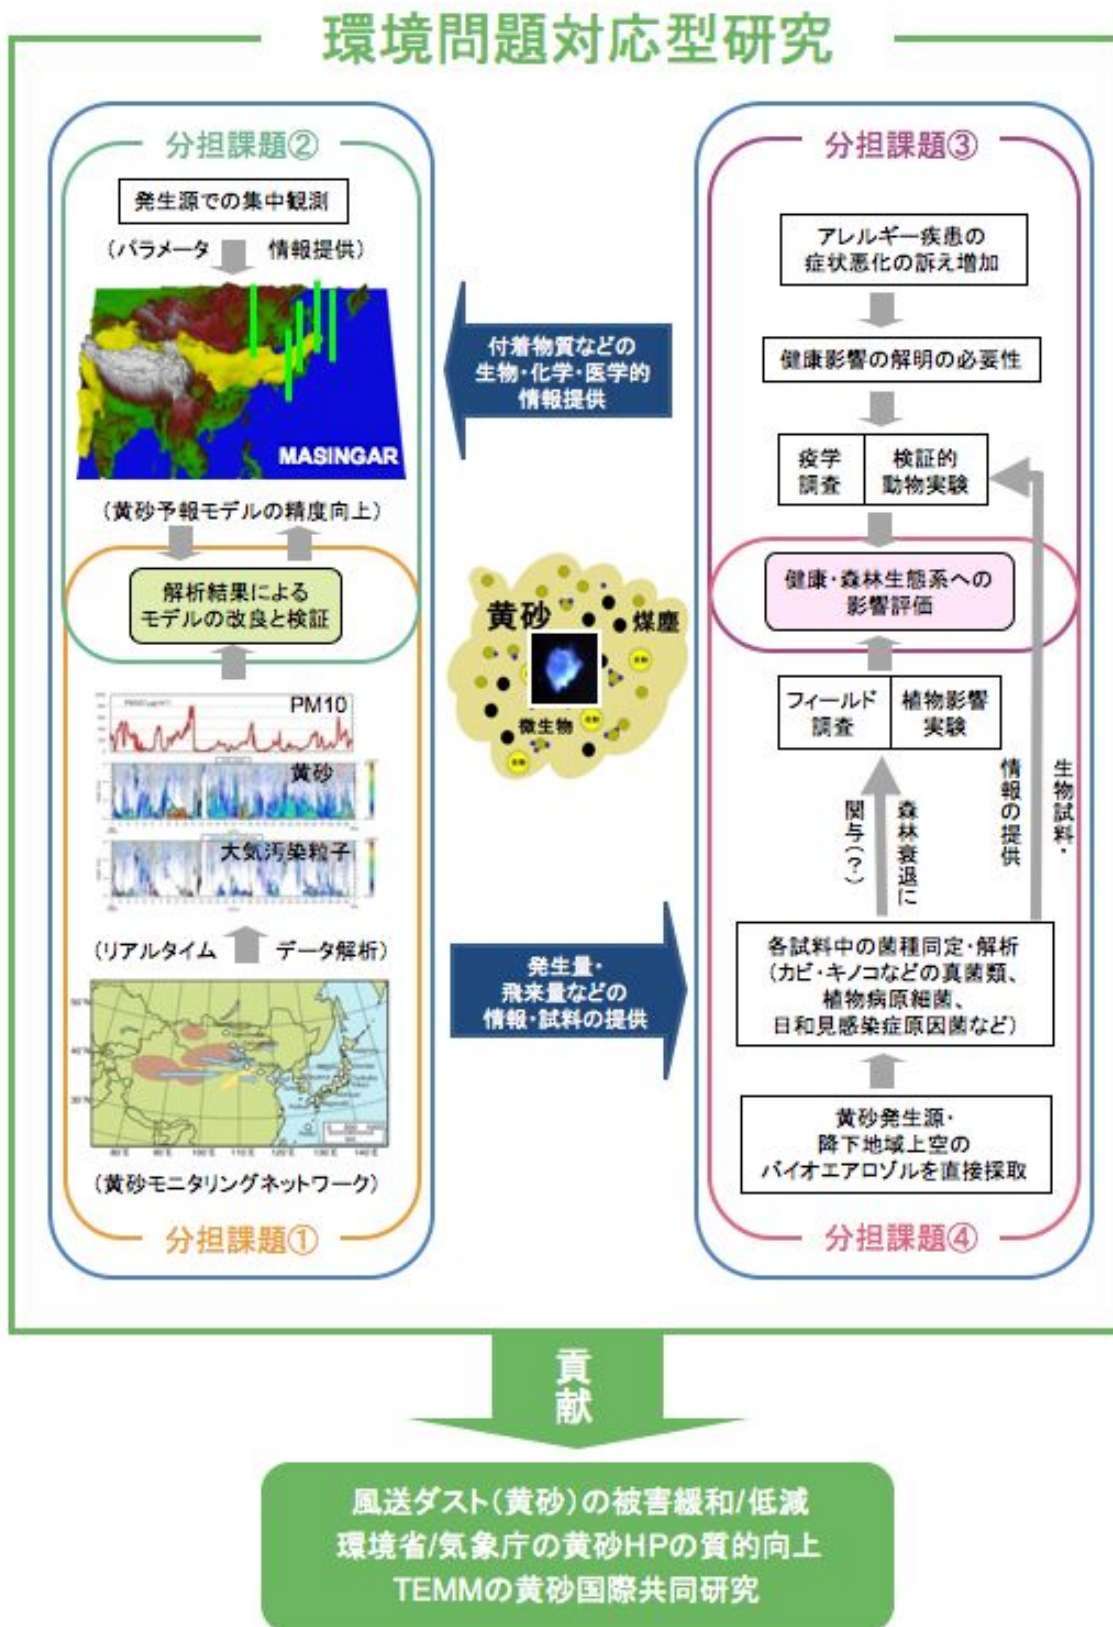 環境問題対応型研究
分担課題②
発生源での集中観測
(パラメータ 情報提供)
MASINGAR
(黄砂予報モデルの精度向上)
解析結果による
モデルの改良と検証
PM10
黄砂
大気汚染粒子
(リアルタイム データ解析)
50°N
40°N
30°N
80°E 90°E 100°E 110°E 120°E 130°E 140°E
(黄砂モニタリングネットワーク)
分担課題①
付着物質などの
生物・化学・医学的
情報提供
黄砂
煤塵
微生物
発生量・
飛来量などの
情報・試料の提供
分担課題③
アレルギー疾患の
症状悪化の訴え増加
健康影響の解明の必要性
疫学
調査
検証的
動物実験
健康・森林生態系への
影響評価
フィールド
調査
植物影響
実験
生物試料・
情報の提供
森林衰退に
関与(?)
各試料中の菌種同定・解析
(カビ・キノコなどの真菌類、
植物病原細菌、
日和見感染症原因菌など)
黄砂発生源・
降下地域上空の
バイオエアロゾルを直接採取
分担課題④
貢献
風送ダスト(黄砂)の被害緩和/低減
環境省/気象庁の黄砂HPの質的向上
TEMMの黄砂国際共同研究